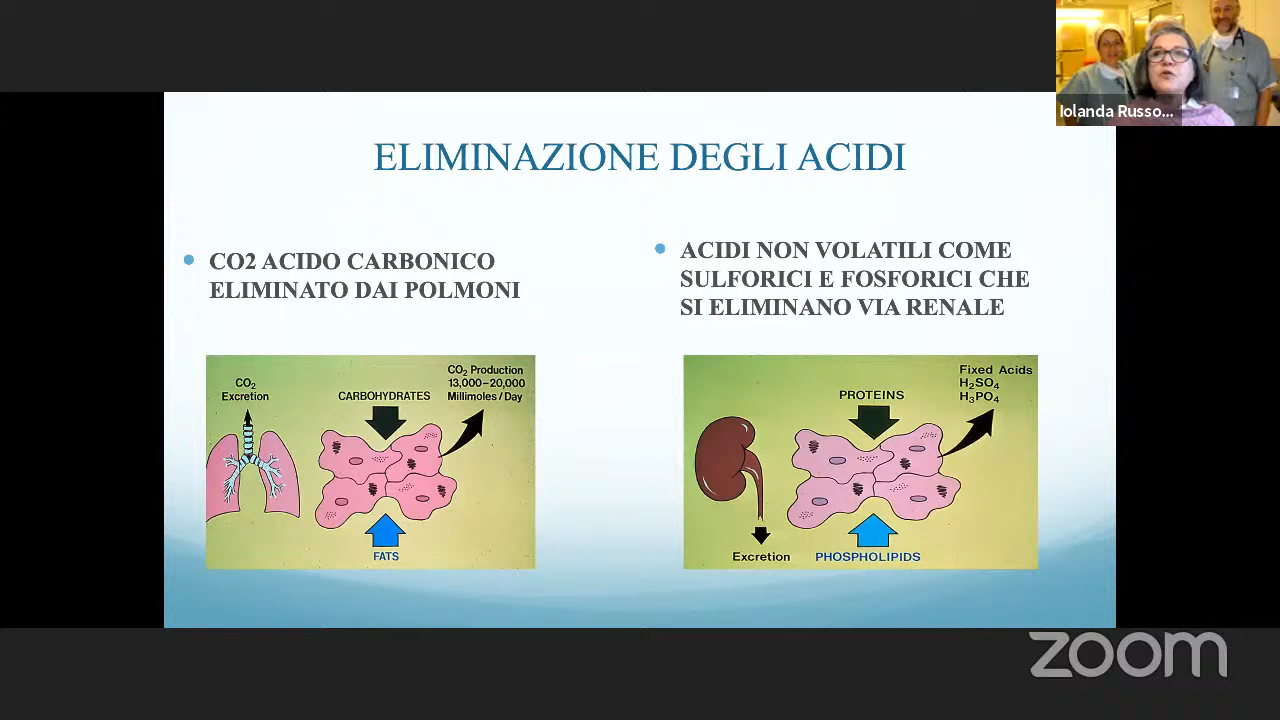 Iolanda Russo...
ELIMINAZIONE DEGLI ACIDI
CO2 ACIDO CARBONICO
ELIMINATO DAI POLMONI
ACIDI NON VOLATILI COME
SULFORICI E FOSFORICI CHE
SI ELIMINANO VIA RENALE
CO2
Excretion
CARBOHYDRATES
CO2 Production
13,000–20,000
Millimoles/Day
FATS
PROTEINS
Fixed Acids
H2SO4
H3PO4
Excretion
PHOSPHOLIPIDS
zoom